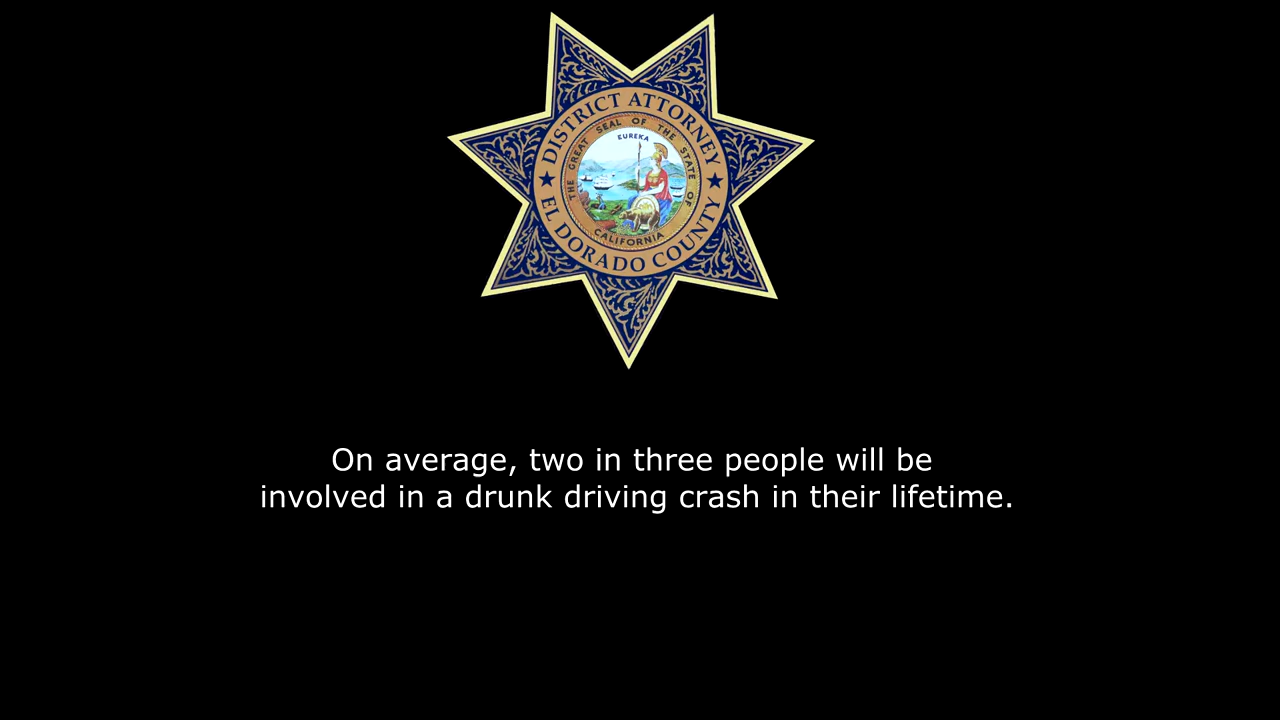 DISTRICT ATTORNEY
THE GREAT SEAL OF THE STATE OF
EUREKA
CALIFORNIA
EL DORADO COUNTY
On average, two in three people will be
involved in a drunk driving crash in their lifetime.